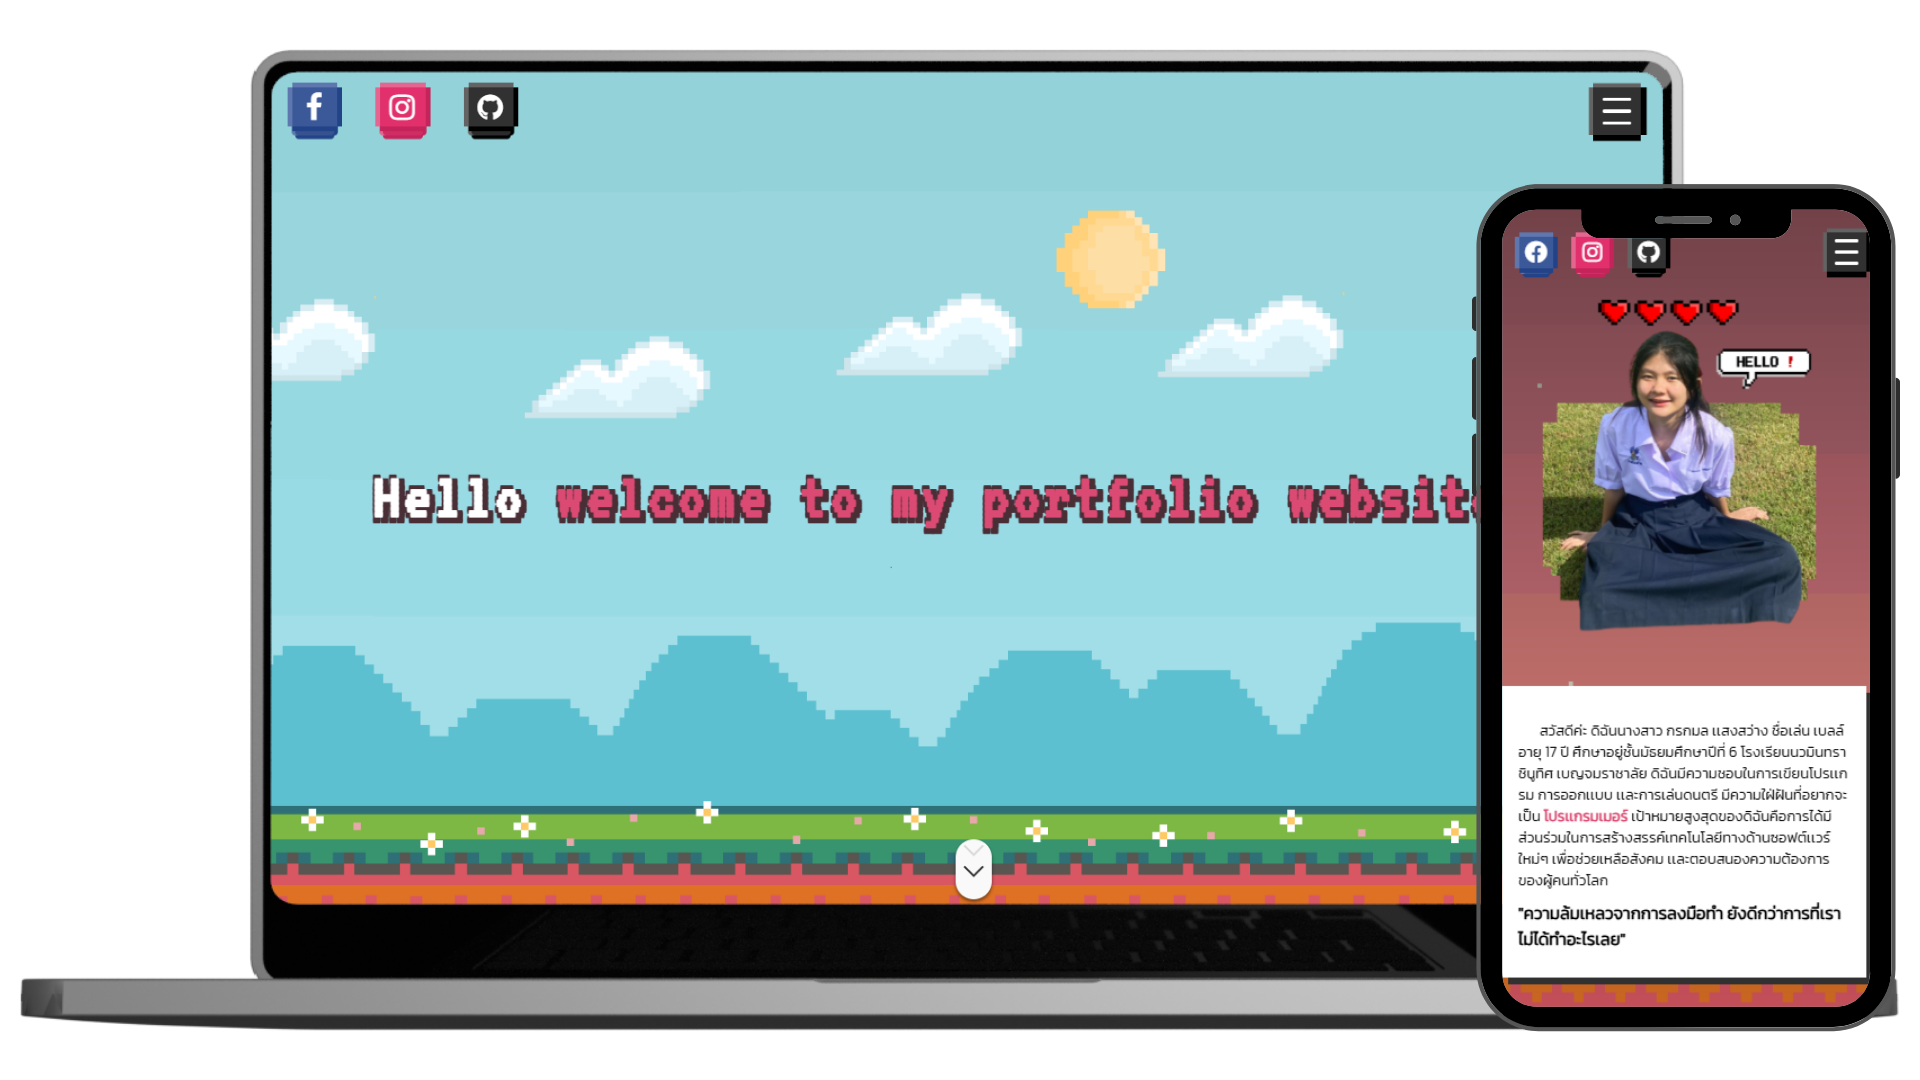 Hello welcome to my portfolio website
HELLO !
สวัสดีค่ะ ดิฉันนางสาว กรกมล แสงสว่าง ชื่อเล่น เบลล์
อายุ 17 ปี ศึกษาอยู่ชั้นมัธยมศึกษาปีที่ 6 โรงเรียนนวมินทรา
ชินูทิศ เบญจมราชาลัย ดิฉันมีความชอบในการเขียนโปรแก
รม การออกแบบ และการเล่นดนตรี มีความใฝ่ฝันที่อยากจะ
เป็น โปรแกรมเมอร์ เป้าหมายสูงสุดของดิฉันคือการได้มี
ส่วนร่วมในการสร้างสรรค์เทคโนโลยีทางด้านซอฟต์แวร์
ใหม่ๆ เพื่อช่วยเหลือสังคม และตอบสนองความต้องการ
ของผู้คนทั่วโลก
"ความล้มเหลวจากการลงมือทำ ยังดีกว่าการที่เรา
ไม่ได้ทำอะไรเลย"